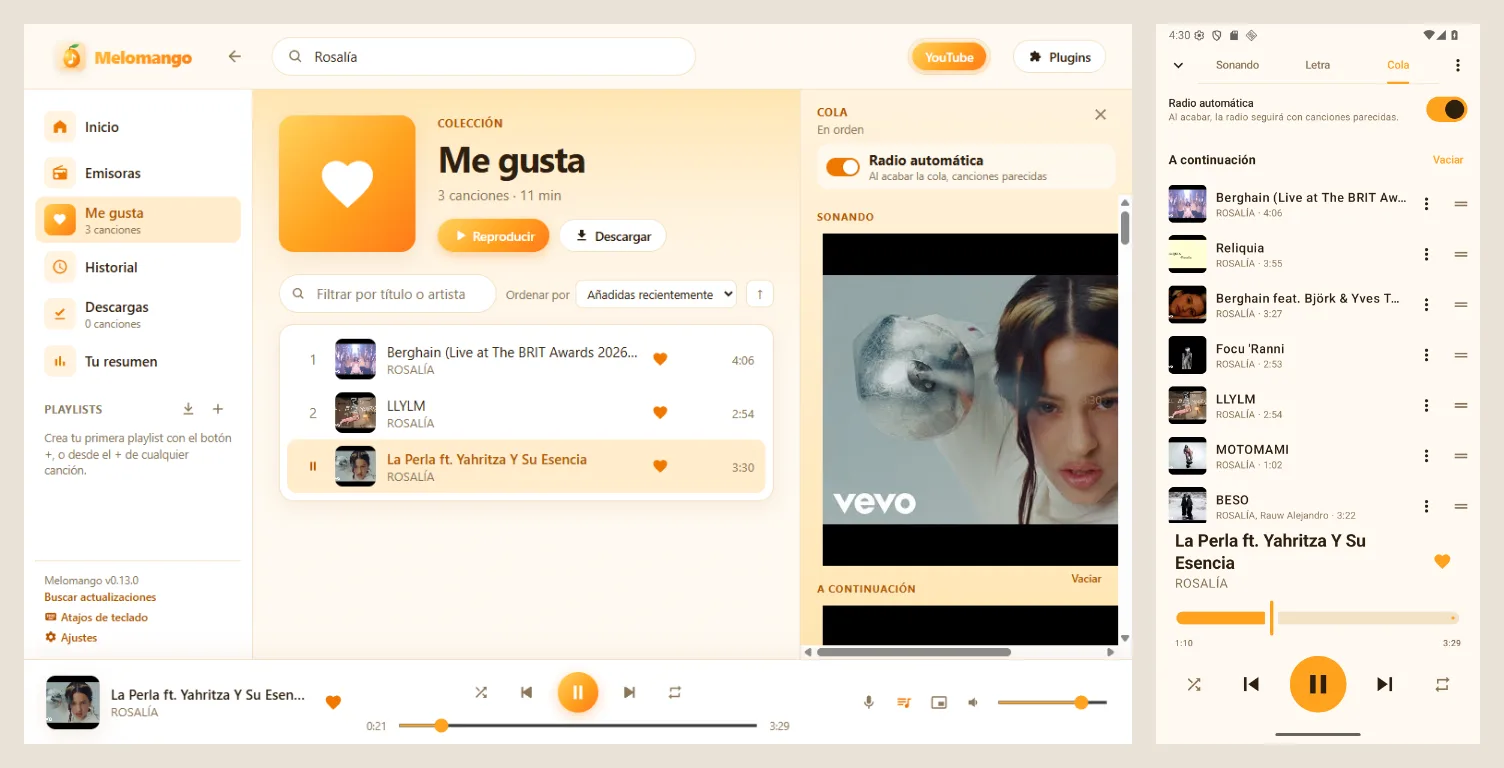 Melomango
Rosalía
YouTube
Plugins
Inicio
Emisoras
Me gusta
3 canciones
Historial
Descargas
0 canciones
Tu resumen
PLAYLISTS
Crea tu primera playlist con el botón
+, o desde el + de cualquier
canción.
Melomango v0.13.0
Buscar actualizaciones
Atajos de teclado
Ajustes
COLECCIÓN
Me gusta
3 canciones · 11 min
Reproducir
Descargar
Filtrar por título o artista
Ordenar por
Añadidas recientemente
1
Berghain (Live at The BRIT Awards 2026...
ROSALÍA
4:06
2
LLYLM
ROSALÍA
2:54
La Perla ft. Yahritza Y Su Esencia
ROSALÍA
3:30
COLA
En orden
Radio automática
Al acabar la cola, canciones parecidas
SONANDO
vevo
A CONTINUACIÓN
Vaciar
La Perla ft. Yahritza Y Su Esen...
ROSALÍA
0:21
3:29
4:30
Sonando
Letra
Cola
Radio automática
Al acabar, la radio seguirá con canciones parecidas.
A continuación
Vaciar
Berghain (Live at The BRIT Aw...
ROSALÍA · 4:06
Reliquia
ROSALÍA · 3:55
Berghain feat. Björk & Yves T...
ROSALÍA · 3:27
Focu 'Ranni
ROSALÍA · 2:53
LLYLM
ROSALÍA · 2:54
MOTOMAMI
ROSALÍA · 1:02
BESO
ROSALÍA, Rauw Alejandro · 3:22
La Perla ft. Yahritza Y Su
Esencia
ROSALÍA
1:10
3:29